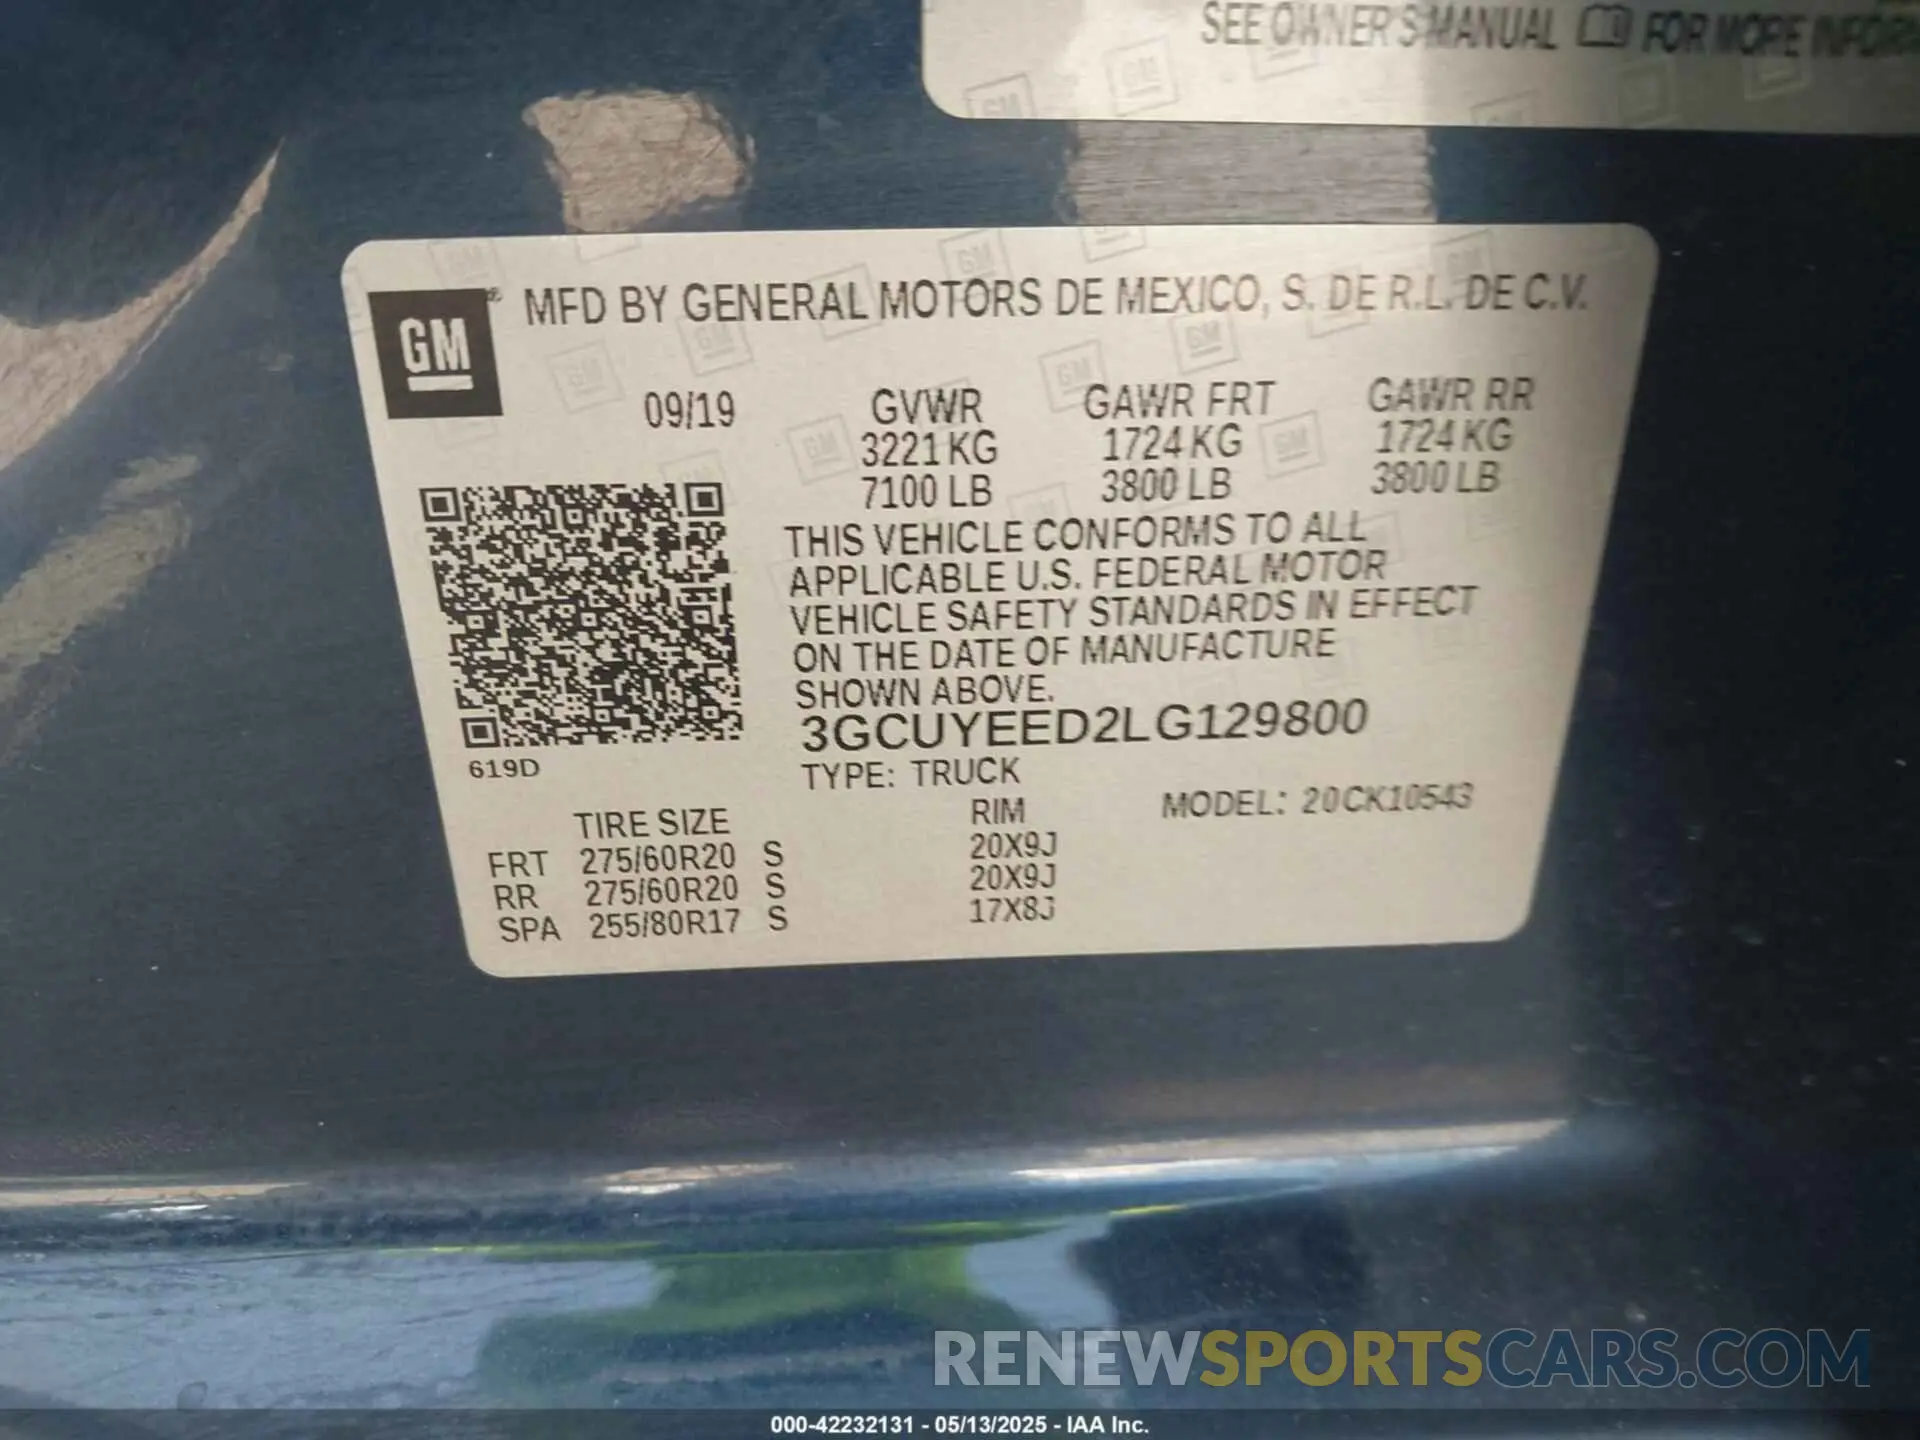 SEE OWNER'S MANUAL FOR MORE
GM
MFD BY GENERAL MOTORS DE MEXICO, S. DE R.L. DE C.V.
09/19 GVWR GAWR FRT GAWR RR
3221 KG 1724 KG 1724 KG
7100 LB 3800 LB 3800 LB
THIS VEHICLE CONFORMS TO ALL
APPLICABLE U.S. FEDERAL MOTOR
VEHICLE SAFETY STANDARDS IN EFFECT
ON THE DATE OF MANUFACTURE
SHOWN ABOVE.
3GCUYEED2LG129800
619D
TYPE: TRUCK
TIRE SIZE RIM MODEL: 20CK10543
FRT 275/60R20 S 20X9J
RR 275/60R20 S 20X9J
SPA 255/80R17 S 17X8J
RENEWSPORTSCARS.COM
000-42232131 - 05/13/2025 - IAA Inc.